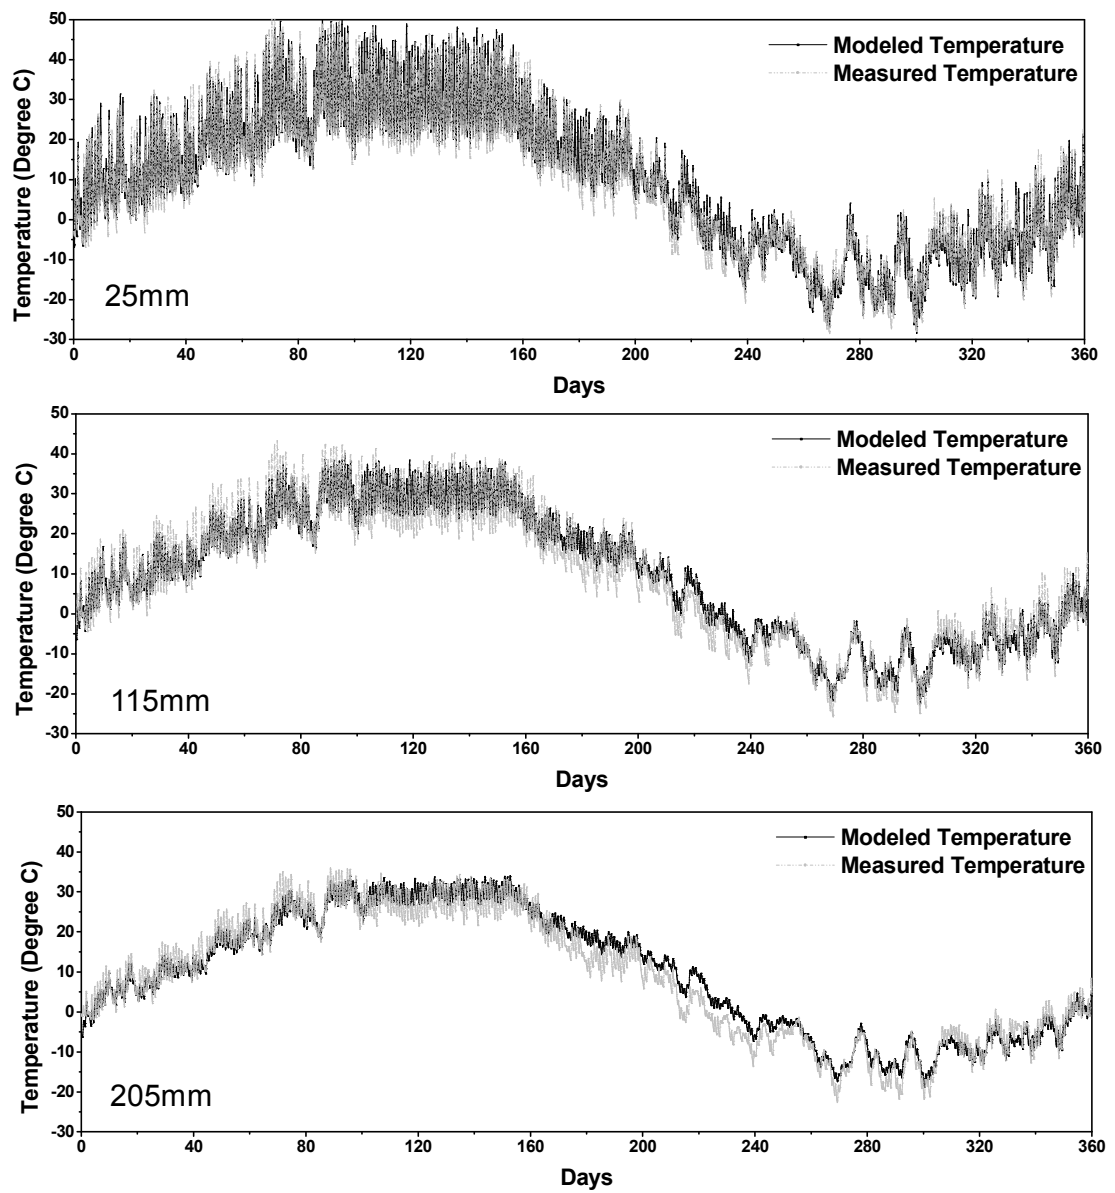 50
40
30
20
10
0
-10
-20
-30
Temperature (Degree C)
Modeled Temperature
Measured Temperature
25mm
0 40 80 120 160 200 240 280 320 360
Days
50
40
30
20
10
0
-10
-20
-30
Temperature (Degree C)
Modeled Temperature
Measured Temperature
115mm
0 40 80 120 160 200 240 280 320 360
Days
50
40
30
20
10
0
-10
-20
-30
Temperature (Degree C)
Modeled Temperature
Measured Temperature
205mm
0 40 80 120 160 200 240 280 320 360
Days